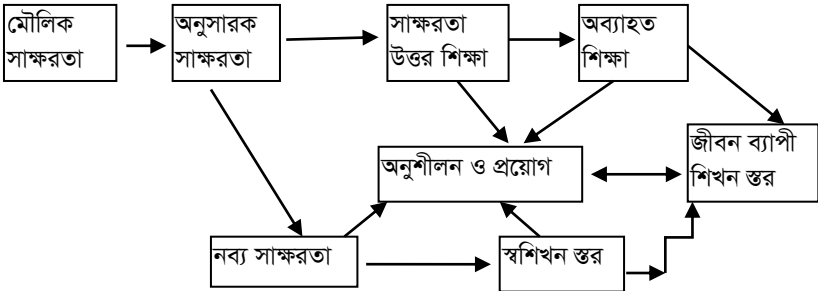 মৌলিক
সাক্ষরতা
অনুসারক
সাক্ষরতা
সাক্ষরতা
উত্তর শিক্ষা
অব্যাহত
শিক্ষা
অনুশীলন ও প্রয়োগ
জীবন ব্যাপী
শিখন স্তর
নব্য সাক্ষরতা
স্বশিখন স্তর